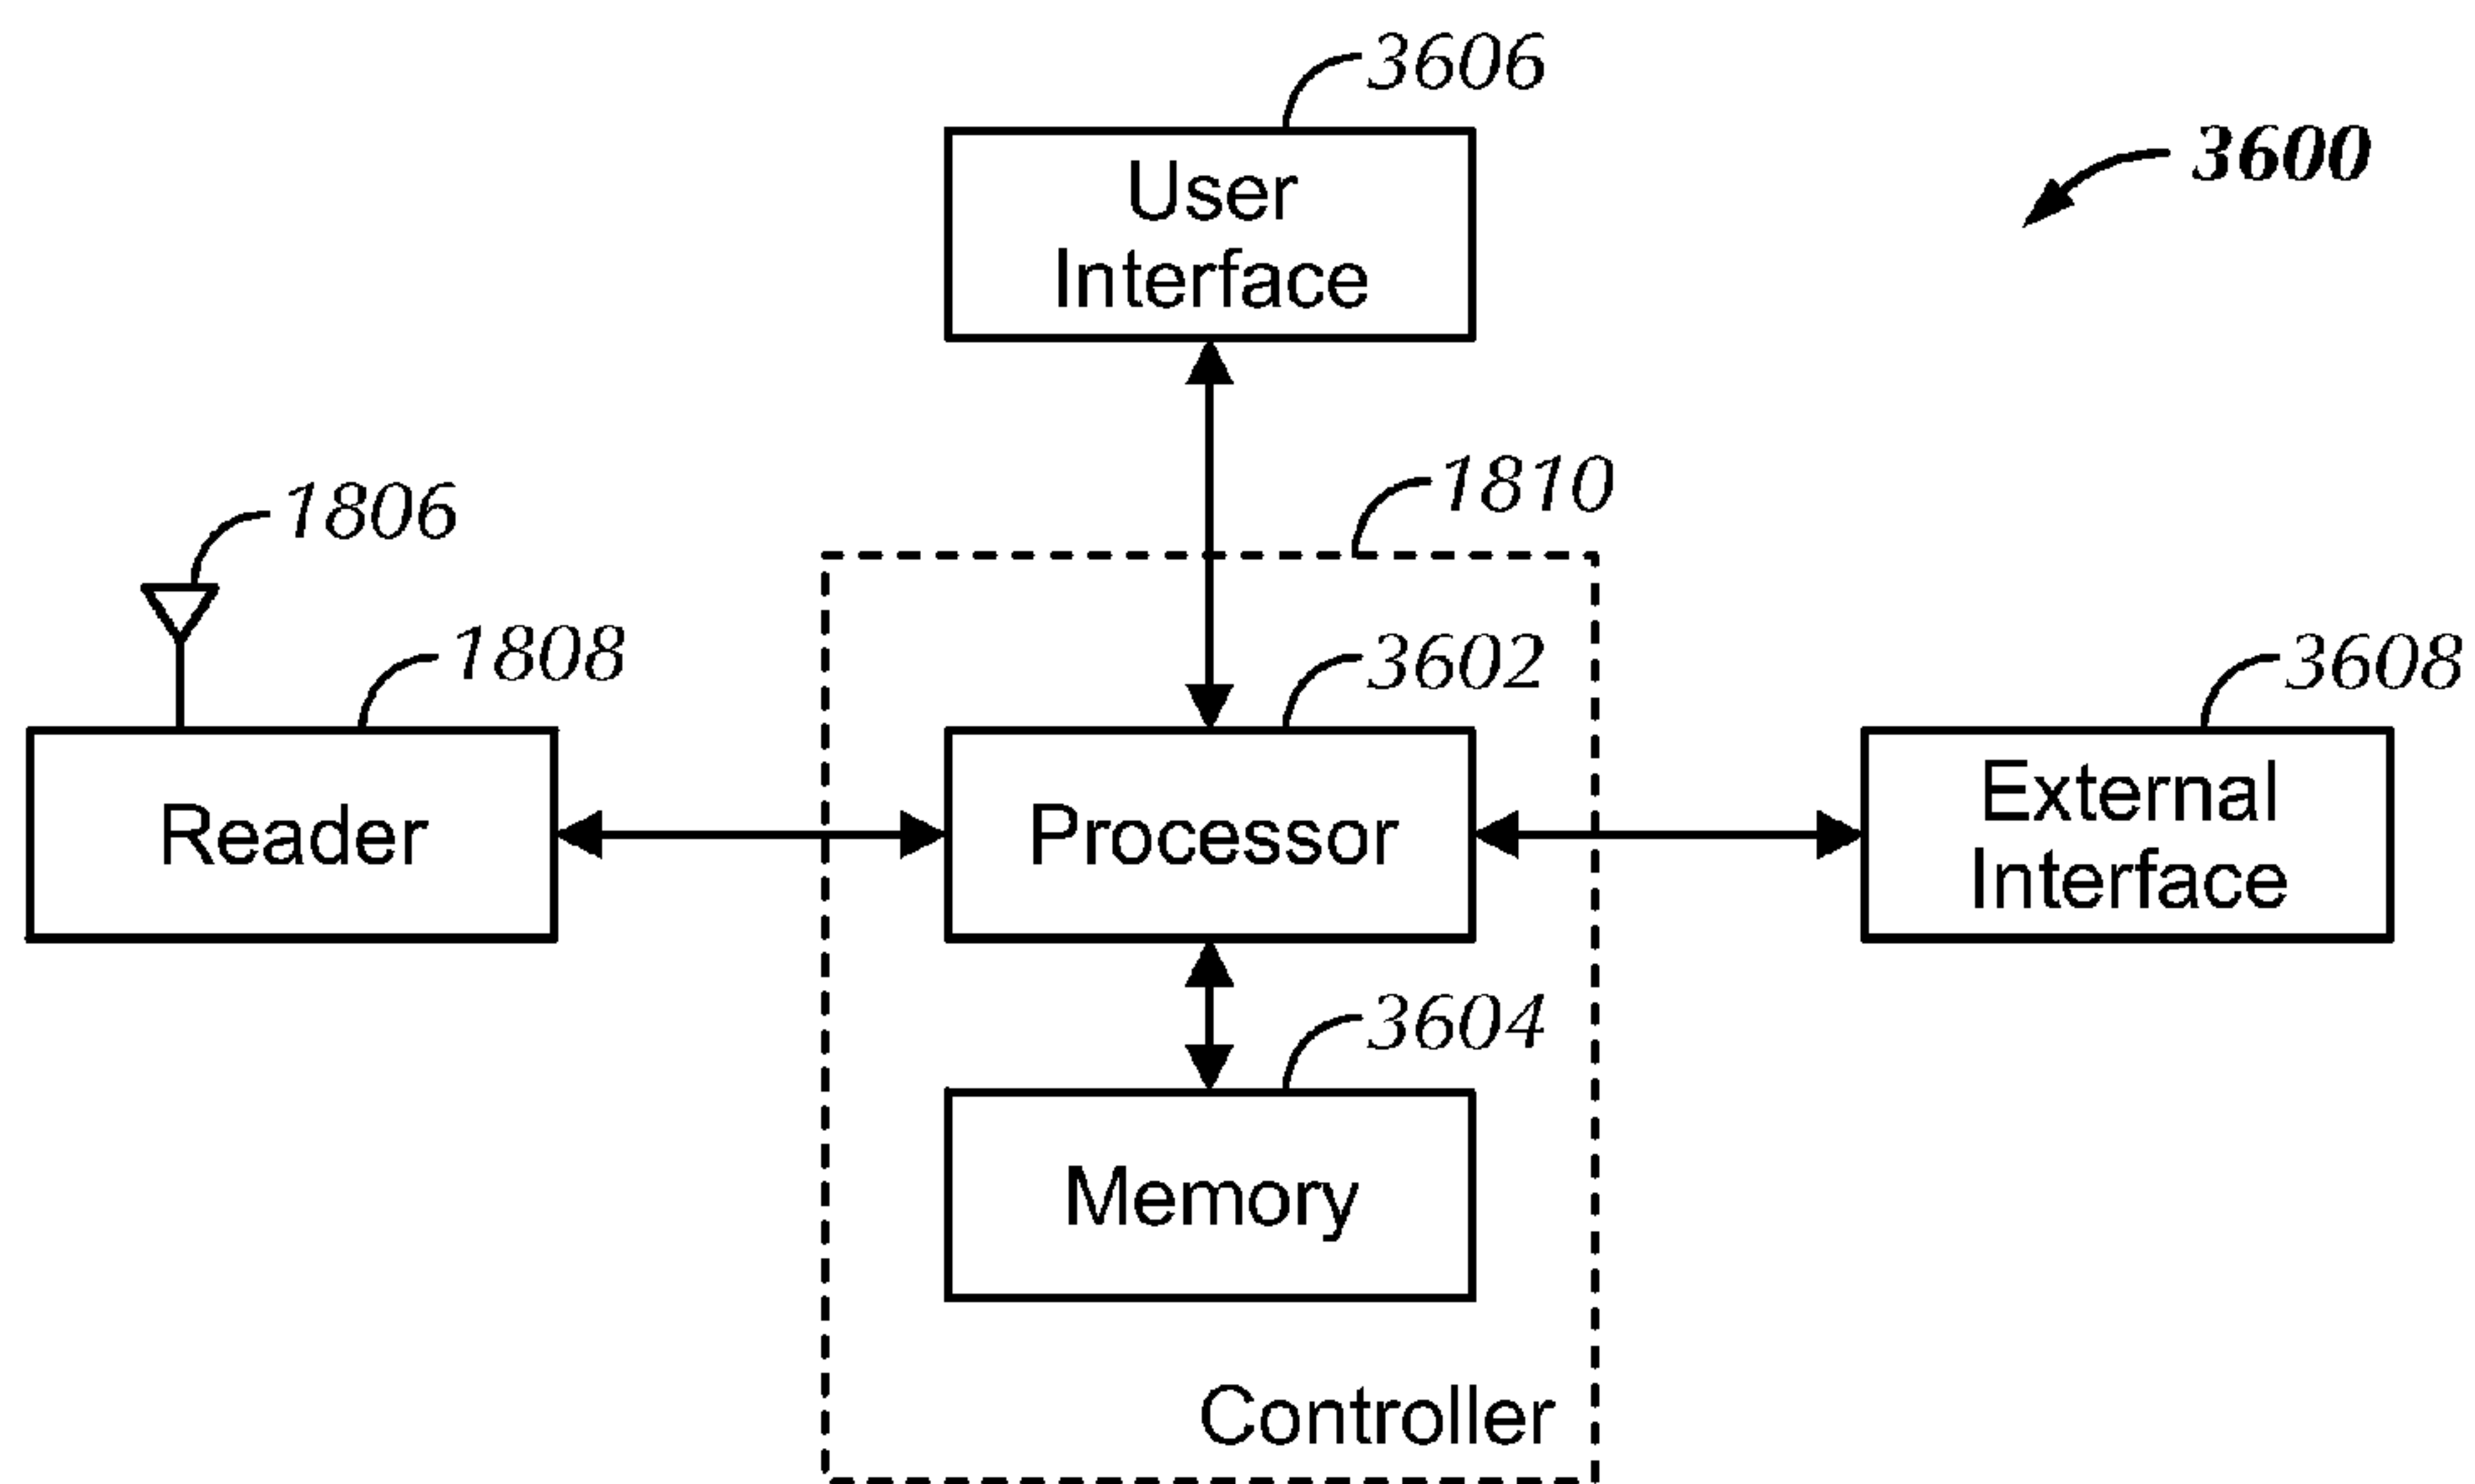 3606
3600
User
Interface
1810
1806
1808
3602
3608
Reader
Processor
External
Interface
3604
Memory
Controller